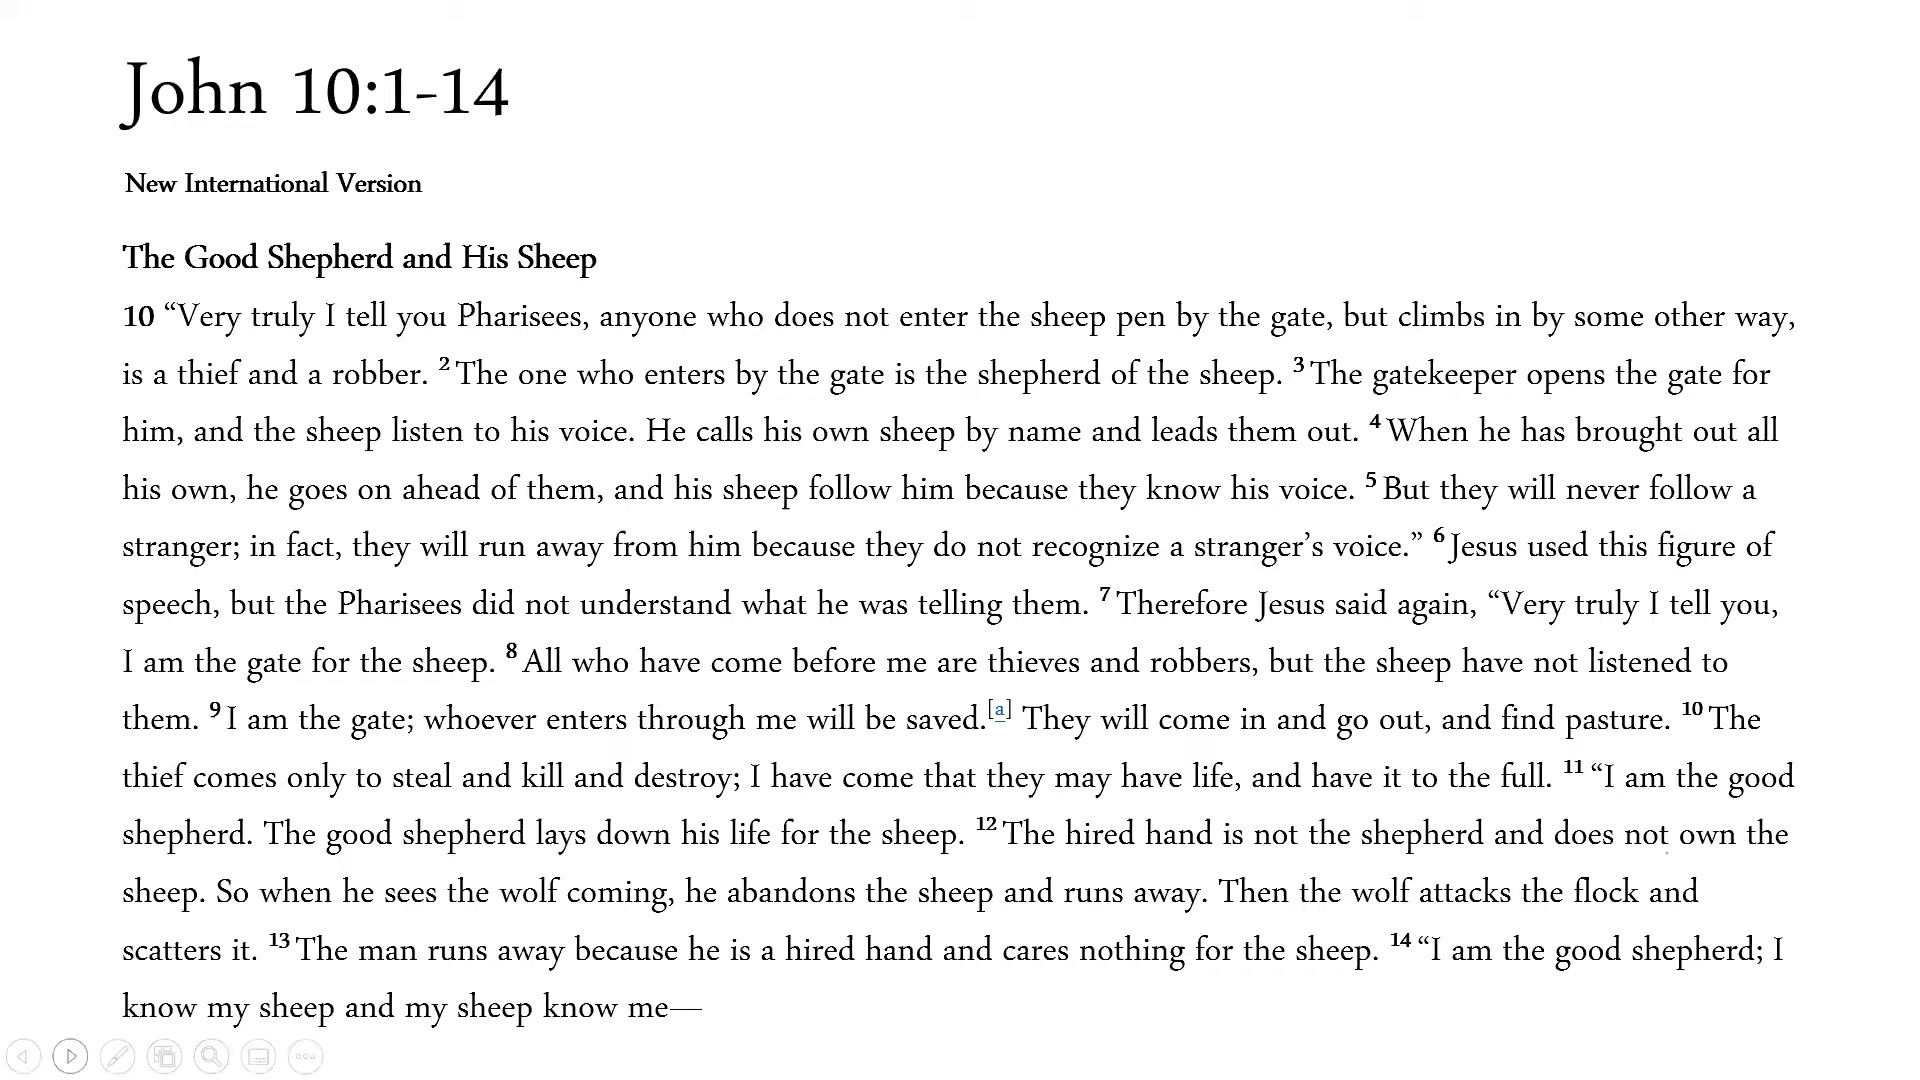 John 10:1-14
New International Version
The Good Shepherd and His Sheep
10 “Very truly I tell you Pharisees, anyone who does not enter the sheep pen by the gate, but climbs in by some other way,
is a thief and a robber. 2 The one who enters by the gate is the shepherd of the sheep. 3 The gatekeeper opens the gate for
him, and the sheep listen to his voice. He calls his own sheep by name and leads them out. 4 When he has brought out all
his own, he goes on ahead of them, and his sheep follow him because they know his voice. 5 But they will never follow a
stranger; in fact, they will run away from him because they do not recognize a stranger’s voice.” 6 Jesus used this figure of
speech, but the Pharisees did not understand what he was telling them. 7 Therefore Jesus said again, “Very truly I tell you,
I am the gate for the sheep. 8 All who have come before me are thieves and robbers, but the sheep have not listened to
them. 9 I am the gate; whoever enters through me will be saved.[a] They will come in and go out, and find pasture. 10 The
thief comes only to steal and kill and destroy; I have come that they may have life, and have it to the full. 11 “I am the good
shepherd. The good shepherd lays down his life for the sheep. 12 The hired hand is not the shepherd and does not own the
sheep. So when he sees the wolf coming, he abandons the sheep and runs away. Then the wolf attacks the flock and
scatters it. 13 The man runs away because he is a hired hand and cares nothing for the sheep. 14 “I am the good shepherd; I
know my sheep and my sheep know me—